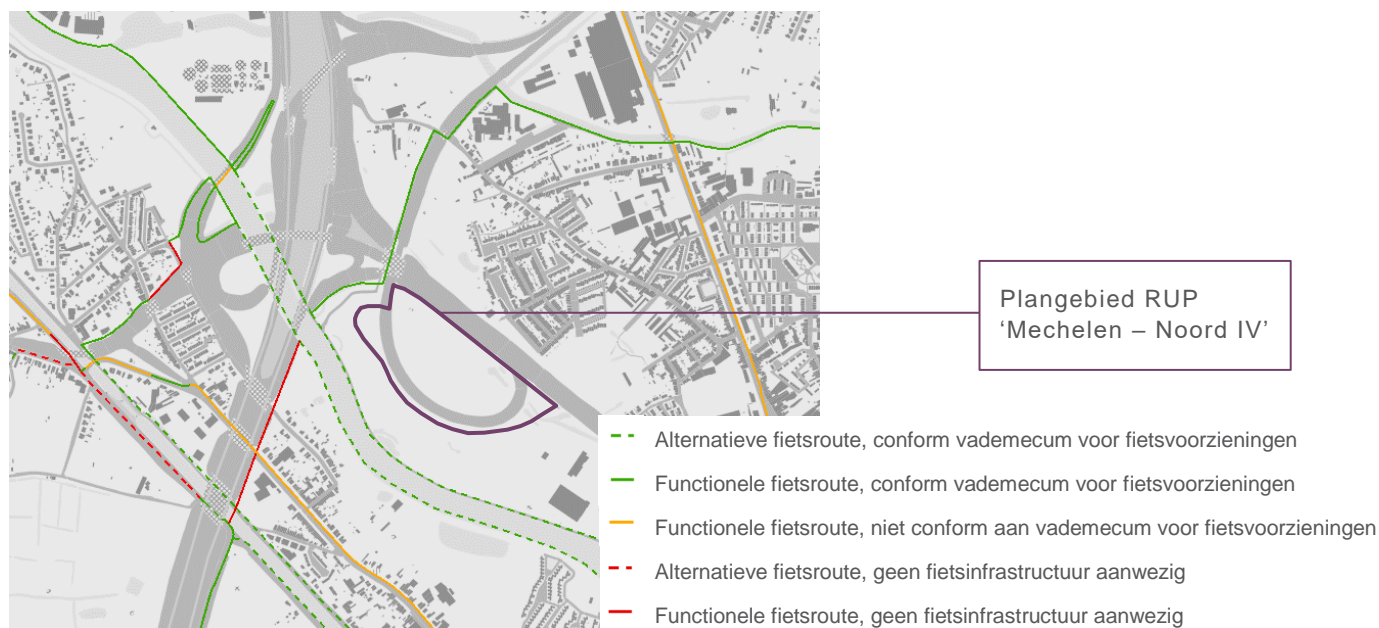 Plangebied RUP
‘Mechelen – Noord IV’
Alternatieve fietsroute, conform vademecum voor fietsvoorzieningen
Functionele fietsroute, conform vademecum voor fietsvoorzieningen
Functionele fietsroute, niet conform aan vademecum voor fietsvoorzieningen
Alternatieve fietsroute, geen fietsinfrastructuur aanwezig
Functionele fietsroute, geen fietsinfrastructuur aanwezig